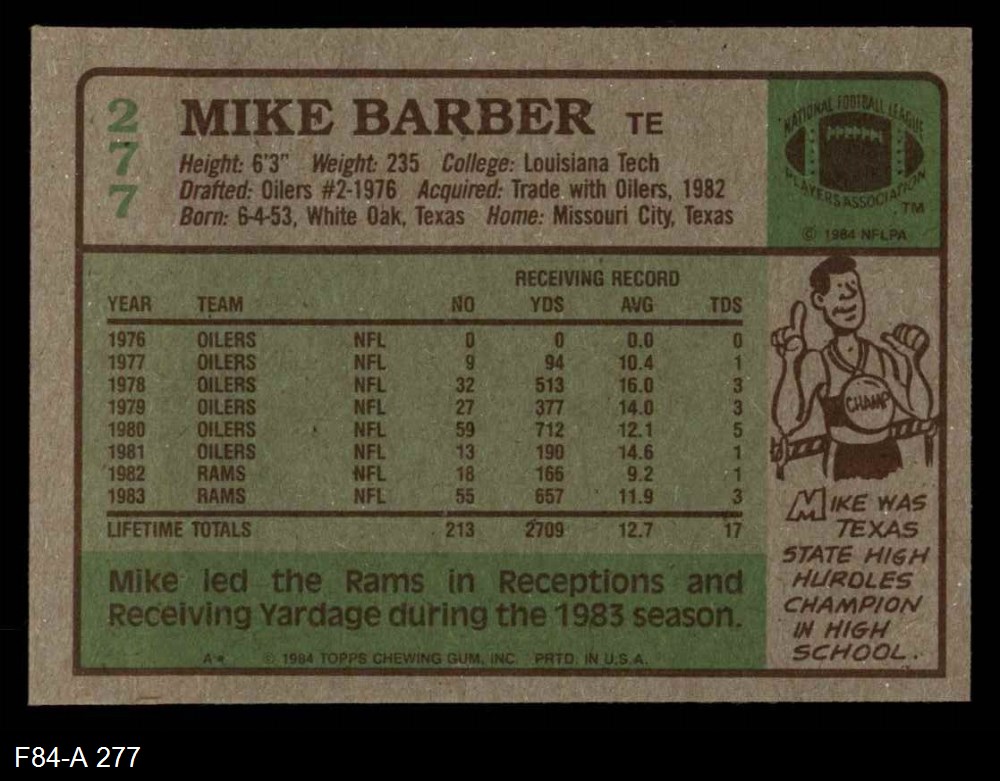 277
MIKE BARBER TE
Height: 6'3" Weight: 235 College: Louisiana Tech
Drafted: Oilers #2-1976 Acquired: Trade with Oilers, 1982
Born: 6-4-53, White Oak, Texas Home: Missouri City, Texas
NATIONAL FOOTBALL LEAGUE
PLAYERS ASSOCIATION
TM
© 1984 NFLPA
RECEIVING RECORD
YEAR TEAM NO YDS AVG TDS
1976 OILERS NFL 0 0 0.0 0
1977 OILERS NFL 9 94 10.4 1
1978 OILERS NFL 32 513 16.0 3
1979 OILERS NFL 27 377 14.0 3
1980 OILERS NFL 59 712 12.1 5
1981 OILERS NFL 13 190 14.6 1
1982 RAMS NFL 18 166 9.2 1
1983 RAMS NFL 55 657 11.9 3
LIFETIME TOTALS 213 2709 12.7 17
Mike led the Rams in Receptions and
Receiving Yardage during the 1983 season.
A* © 1984 TOPPS CHEWING GUM, INC. PRTD. IN U.S.A.
CHAMP
MIKE WAS
TEXAS
STATE HIGH
HURDLES
CHAMPION
IN HIGH
SCHOOL.
F84-A 277